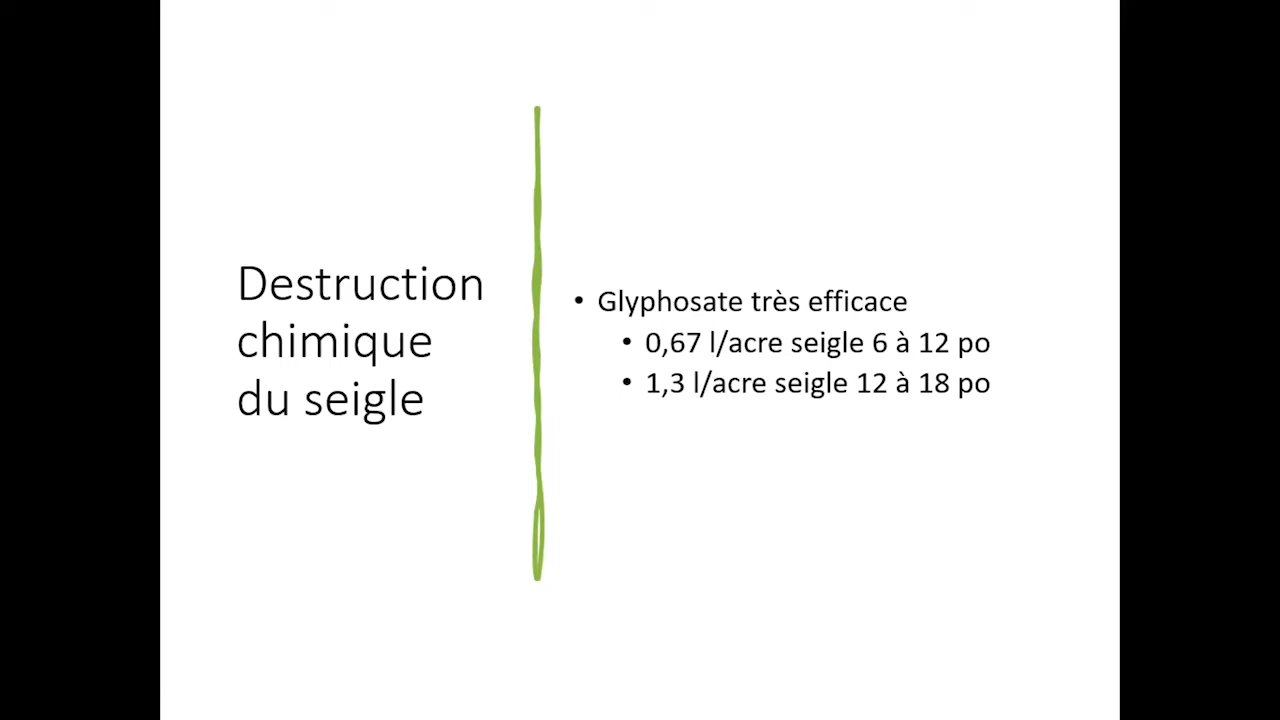 Destruction
chimique
du seigle
• Glyphosate très efficace
• 0,67 l/acre seigle 6 à 12 po
• 1,3 l/acre seigle 12 à 18 po